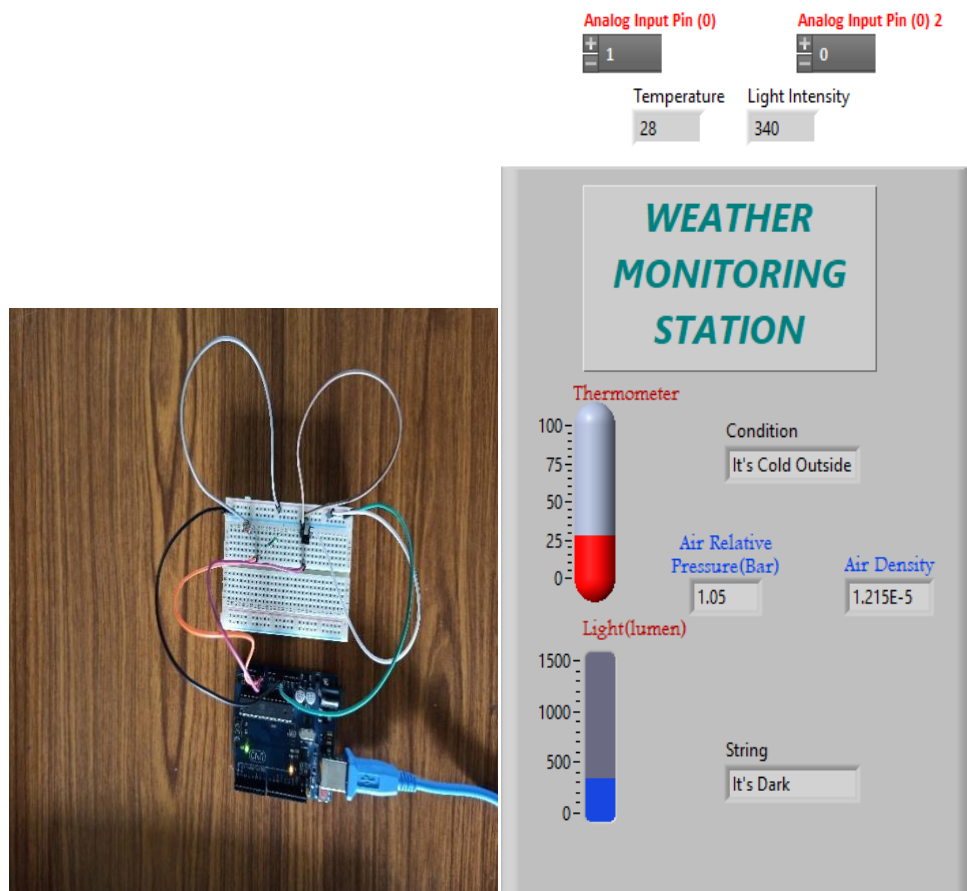 Analog Input Pin (0)
Analog Input Pin (0) 2
1
0
Temperature
Light Intensity
28
340
WEATHER
MONITORING
STATION
Thermometer
100
75
50
25
0
Condition
It's Cold Outside
Air Relative
Pressure(Bar)
1.05
Air Density
1.215E-5
Light(lumen)
1500
1000
500
0
String
It's Dark